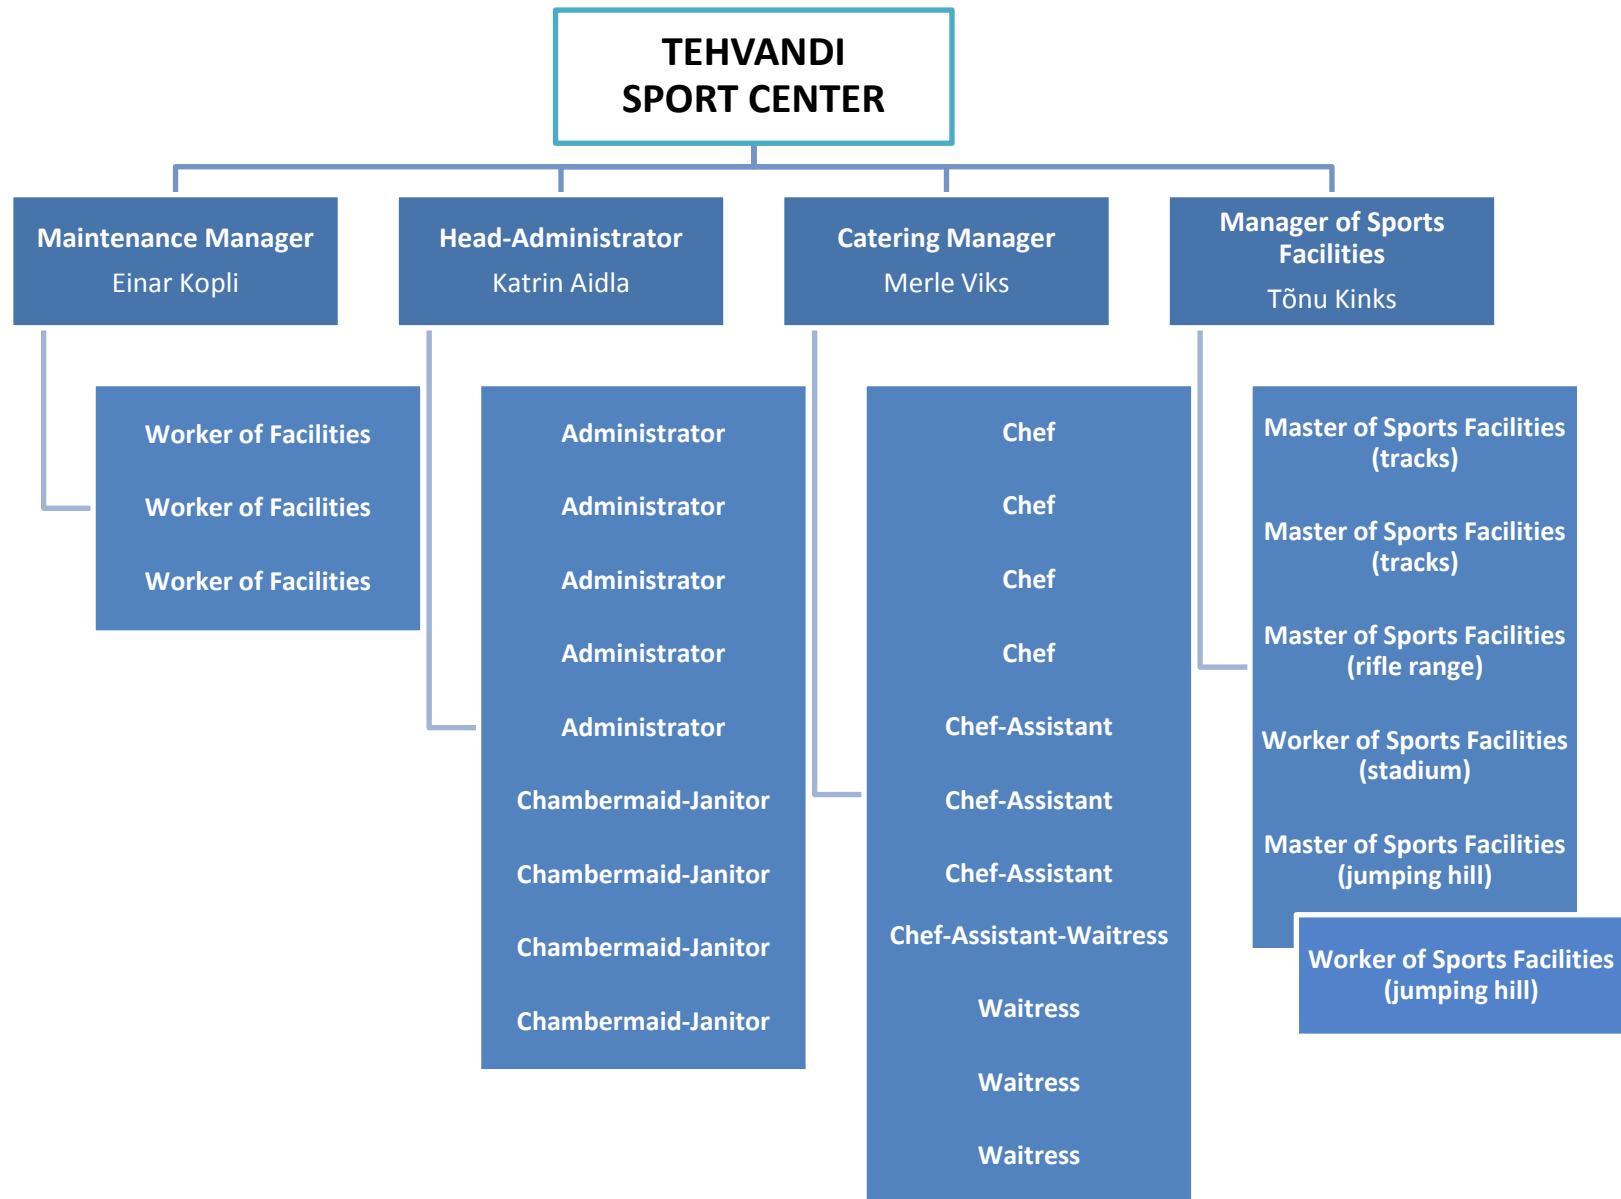 TEHVANDI
SPORT CENTER
Maintenance Manager
Einar Kopli
Head-Administrator
Katrin Aidla
Catering Manager
Merle Viks
Manager of Sports
Facilities
Tõnu Kinks
Worker of Facilities
Worker of Facilities
Worker of Facilities
Administrator
Administrator
Administrator
Administrator
Administrator
Chambermaid-Janitor
Chambermaid-Janitor
Chambermaid-Janitor
Chambermaid-Janitor
Chef
Chef
Chef
Chef
Chef-Assistant
Chef-Assistant
Chef-Assistant
Chef-Assistant-Waitress
Waitress
Waitress
Waitress
Master of Sports Facilities
(tracks)
Master of Sports Facilities
(tracks)
Master of Sports Facilities
(rifle range)
Worker of Sports Facilities
(stadium)
Master of Sports Facilities
(jumping hill)
Worker of Sports Facilities
(jumping hill)